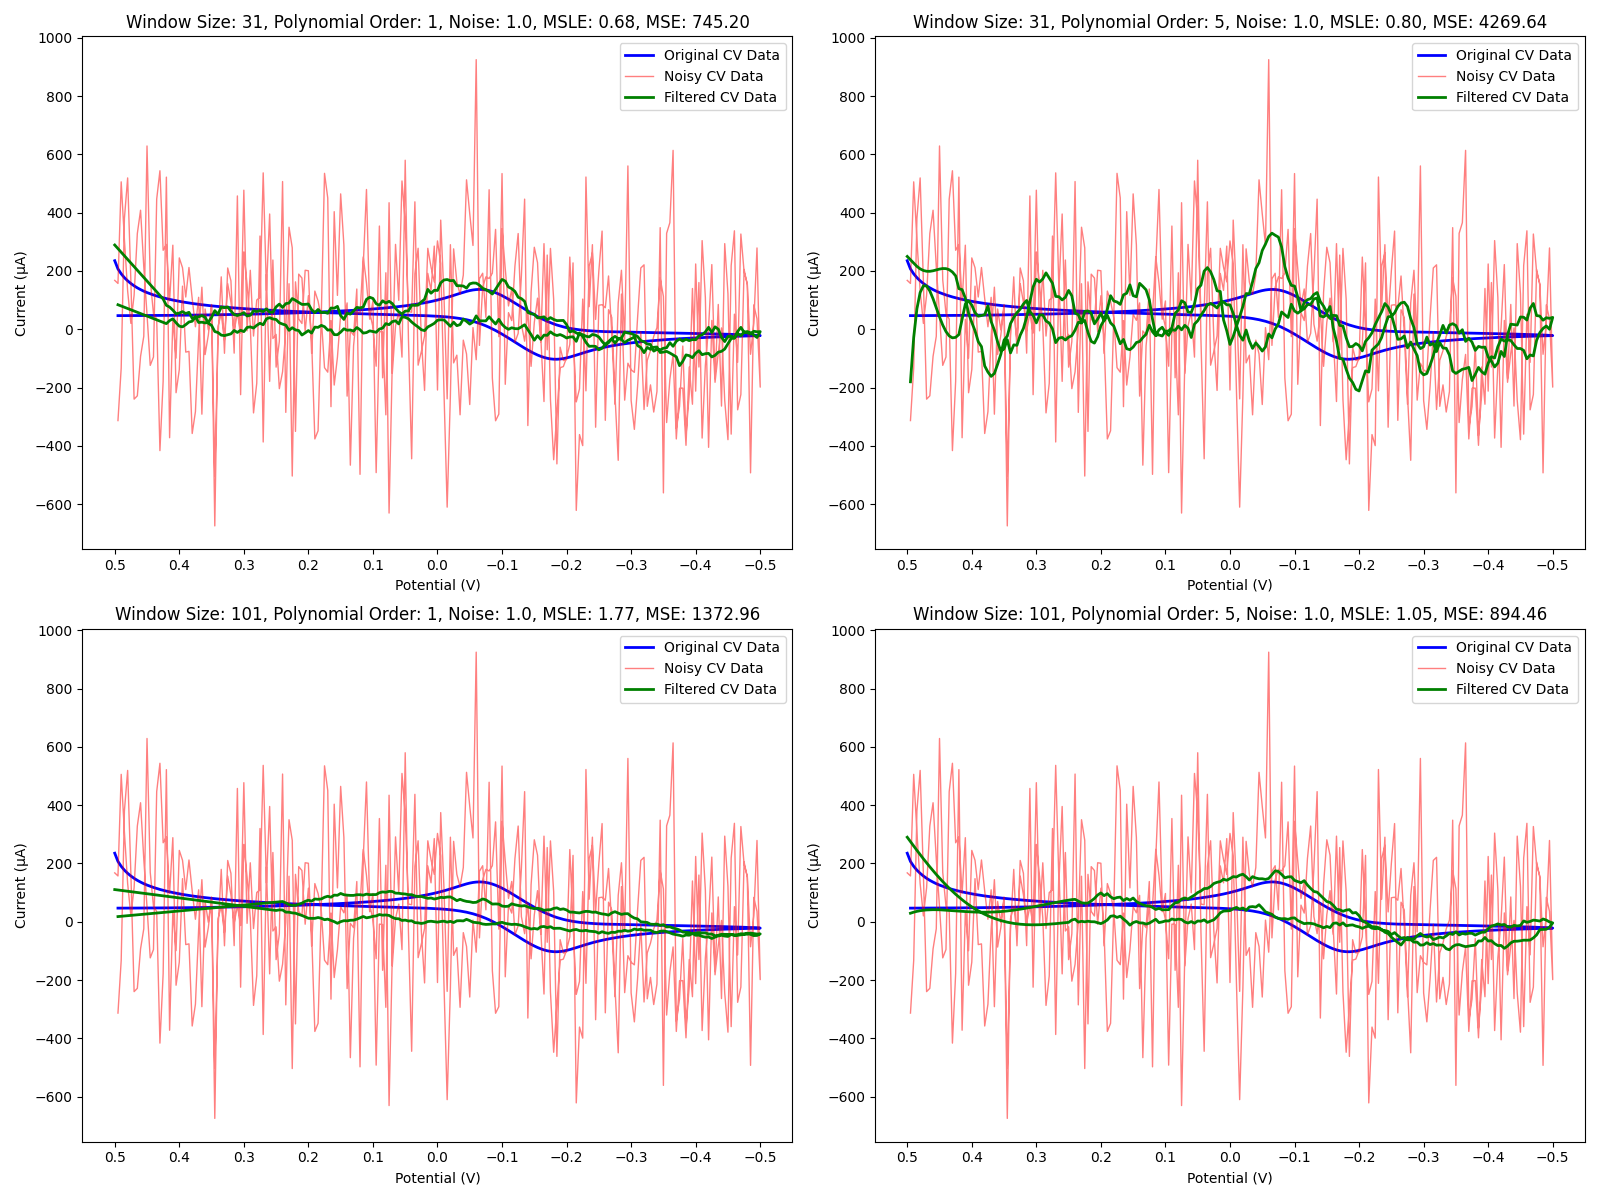 Window Size: 31, Polynomial Order: 1, Noise: 1.0, MSLE: 0.68, MSE: 745.20
Original CV Data
Noisy CV Data
Filtered CV Data
1000
800
600
400
200
0
−200
−400
−600
Current (μA)
0.5 0.4 0.3 0.2 0.1 0.0 −0.1 −0.2 −0.3 −0.4 −0.5
Potential (V)
Window Size: 31, Polynomial Order: 5, Noise: 1.0, MSLE: 0.80, MSE: 4269.64
Original CV Data
Noisy CV Data
Filtered CV Data
1000
800
600
400
200
0
−200
−400
−600
Current (μA)
0.5 0.4 0.3 0.2 0.1 0.0 −0.1 −0.2 −0.3 −0.4 −0.5
Potential (V)
Window Size: 101, Polynomial Order: 1, Noise: 1.0, MSLE: 1.77, MSE: 1372.96
Original CV Data
Noisy CV Data
Filtered CV Data
1000
800
600
400
200
0
−200
−400
−600
Current (μA)
0.5 0.4 0.3 0.2 0.1 0.0 −0.1 −0.2 −0.3 −0.4 −0.5
Potential (V)
Window Size: 101, Polynomial Order: 5, Noise: 1.0, MSLE: 1.05, MSE: 894.46
Original CV Data
Noisy CV Data
Filtered CV Data
1000
800
600
400
200
0
−200
−400
−600
Current (μA)
0.5 0.4 0.3 0.2 0.1 0.0 −0.1 −0.2 −0.3 −0.4 −0.5
Potential (V)